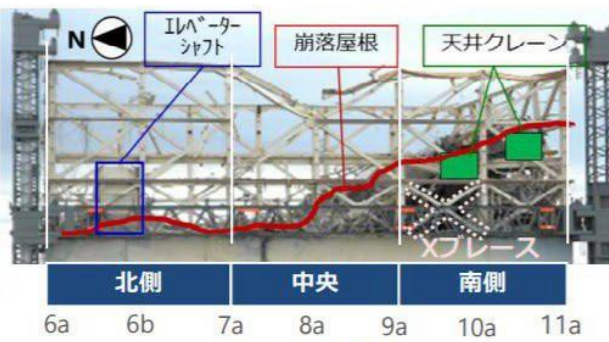 N
ｴﾚﾍﾞｰﾀｰ
ｼｬﾌﾄ
崩落屋根
天井クレーン
Xブレース
北側
中央
南側
6a
6b
7a
8a
9a
10a
11a